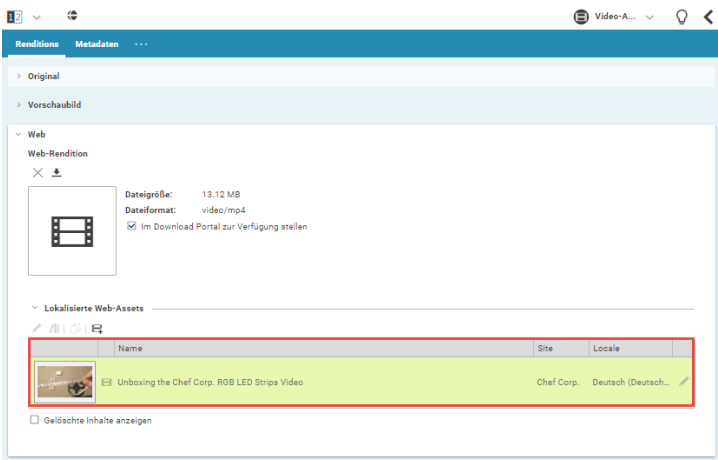 12
Video-A...
Renditions Metadaten ...
Original
Vorschaubild
Web
Web-Rendition
Dateigröße: 13,12 MB
Dateiformat: video/mp4
Im Download Portal zur Verfügung stellen
Lokalisierte Web-Assets
Name Site Locale
Unboxing the Chef Corp. RGB LED Strips Video Chef Corp. Deutsch (Deutsch...
Gelöschte Inhalte anzeigen